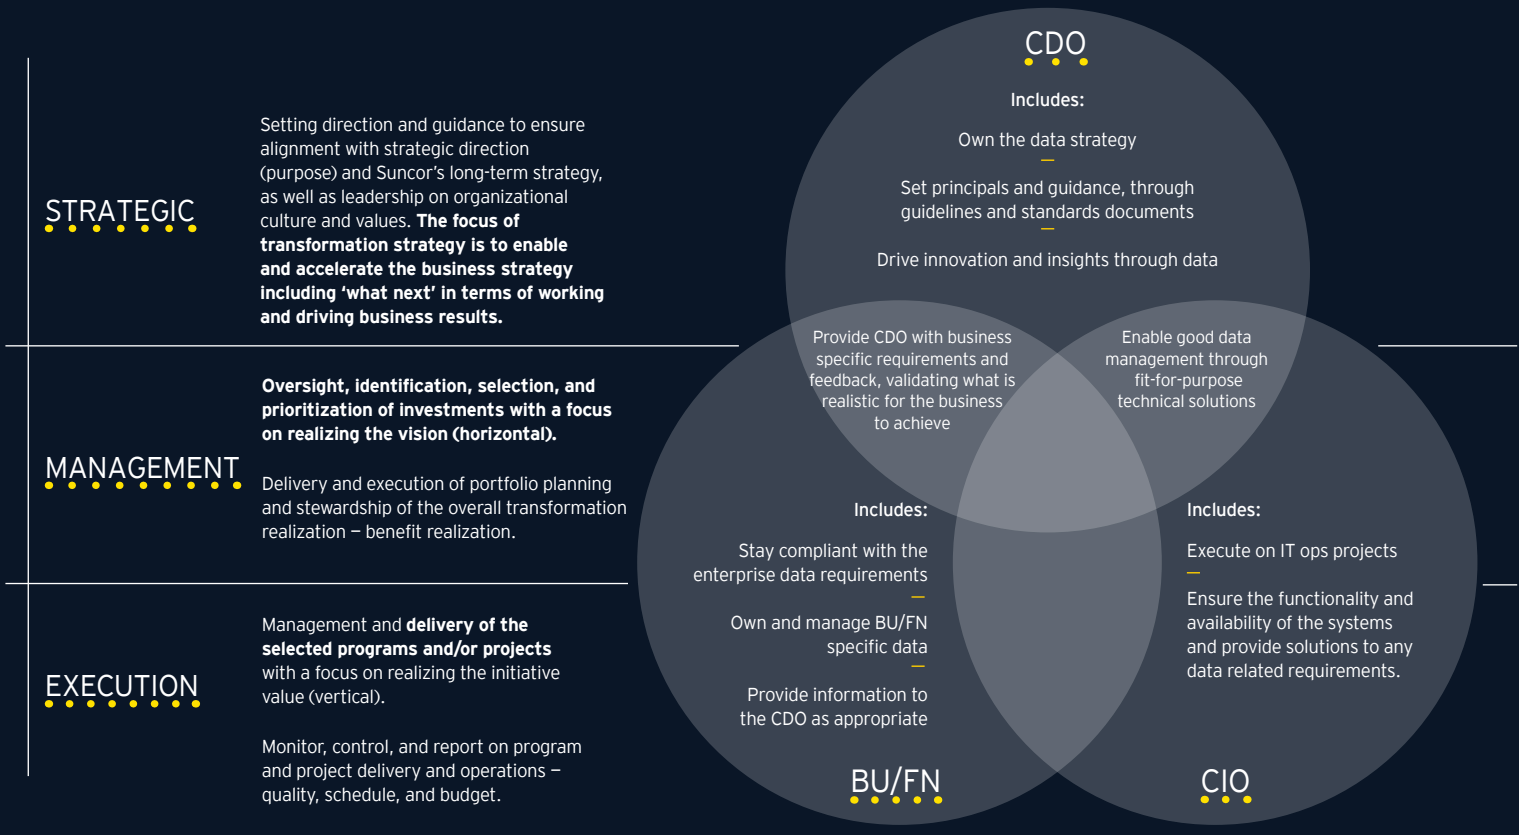 STRATEGIC
Setting direction and guidance to ensure
alignment with strategic direction
(purpose) and Suncor’s long-term strategy,
as well as leadership on organizational
culture and values. The focus of
transformation strategy is to enable
and accelerate the business strategy
including ‘what next’ in terms of working
and driving business results.
MANAGEMENT
Oversight, identification, selection, and
prioritization of investments with a focus
on realizing the vision (horizontal).
Delivery and execution of portfolio planning
and stewardship of the overall transformation
realization – benefit realization.
EXECUTION
Management and delivery of the
selected programs and/or projects
with a focus on realizing the initiative
value (vertical).
Monitor, control, and report on program
and project delivery and operations –
quality, schedule, and budget.
CDO
Includes:
Own the data strategy
Set principals and guidance, through
guidelines and standards documents
Drive innovation and insights through data
Provide CDO with business
specific requirements and
feedback, validating what is
realistic for the business
to achieve
Enable good data
management through
fit-for-purpose
technical solutions
Includes:
Stay compliant with the
enterprise data requirements
Own and manage BU/FN
specific data
Provide information to
the CDO as appropriate
BU/FN
Includes:
Execute on IT ops projects
Ensure the functionality and
availability of the systems
and provide solutions to any
data related requirements.
CIO